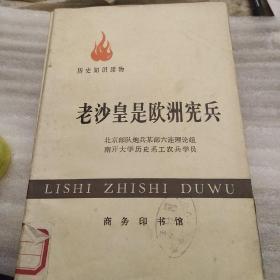 历史知识读物
老沙皇是欧洲宪兵
北京部队炮兵某部六连理论组
南开大学历史系工农兵学员
LISHI ZHISHI DUWU
商务印书馆